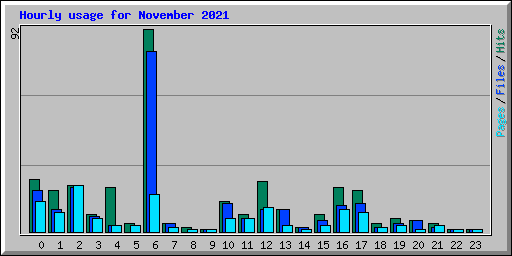 Hourly usage for November 2021
92
Pages/Files/Hits
0 1 2 3 4 5 6 7 8 9 10 11 12 13 14 15 16 17 18 19 20 21 22 23